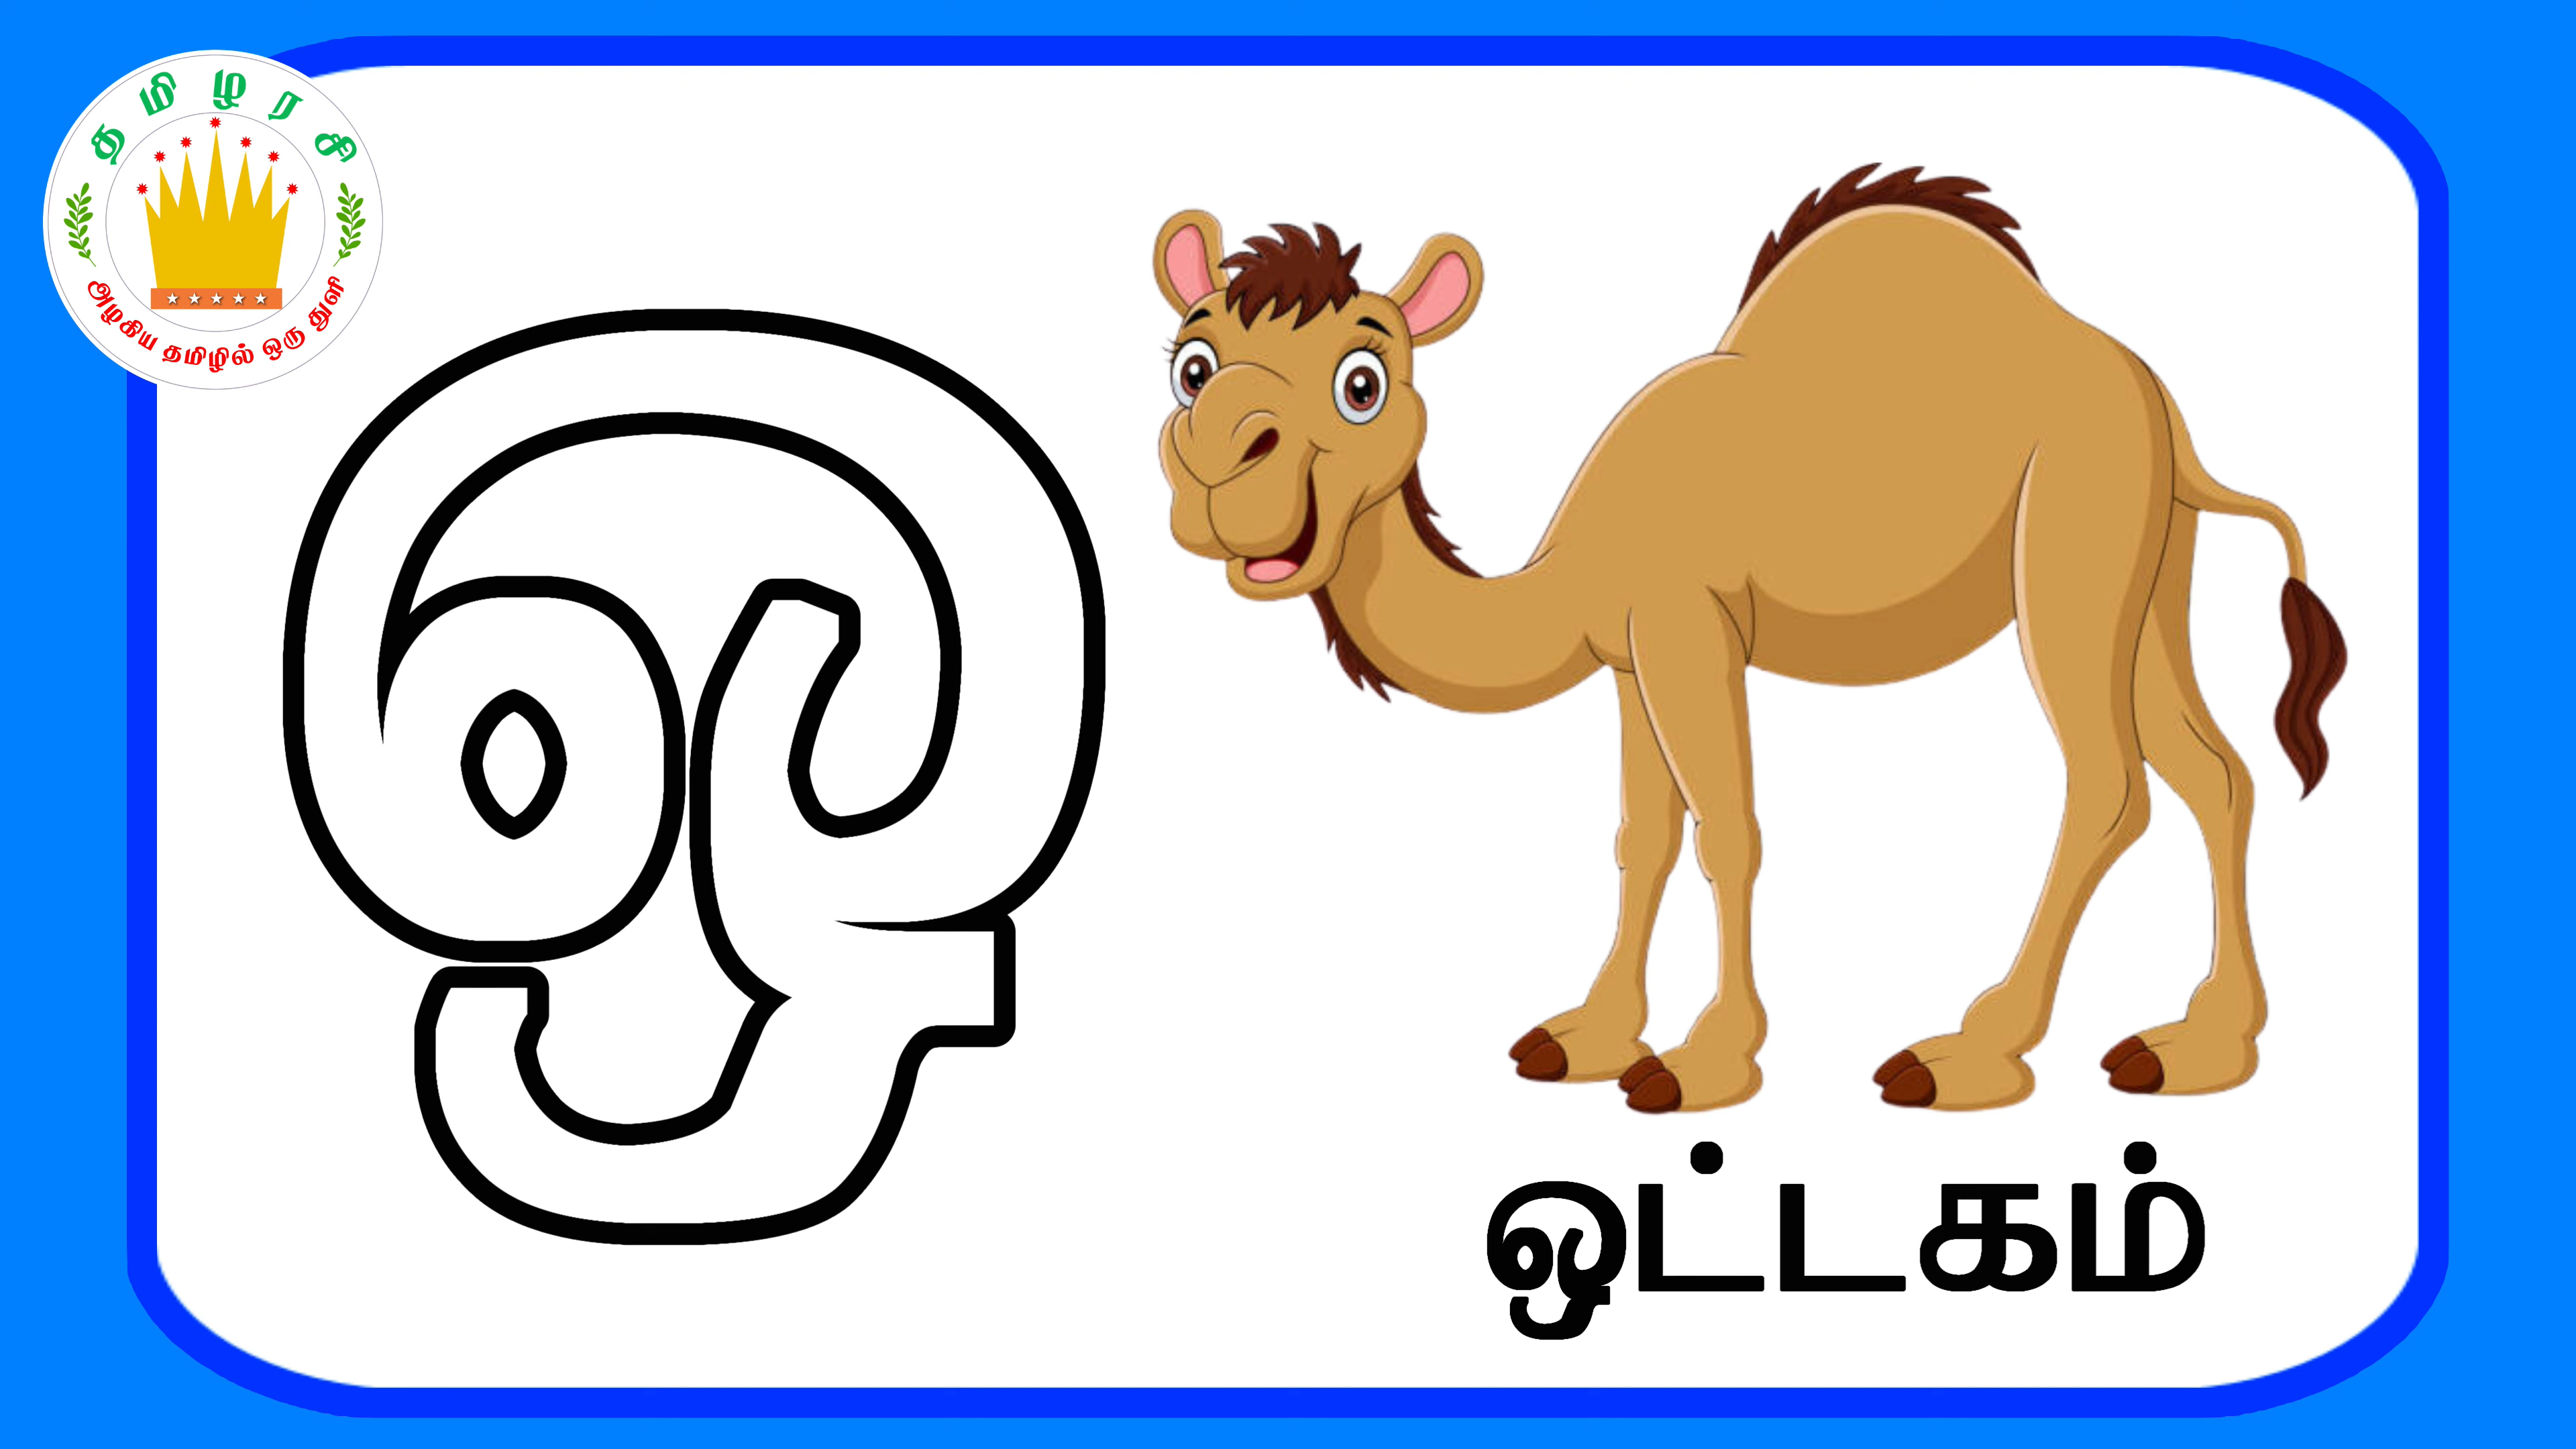 தமிழரசி
அழகிய தமிழில் ஒரு துளி
ஒ
ஒட்டகம்